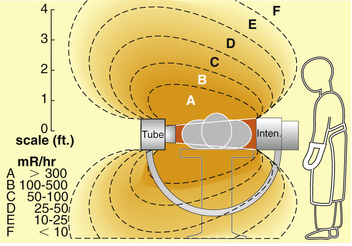 F
E
D
C
B
A
4
3
2
1
0
scale (ft.)
Tube
Inten.
mR/hr
A > 300
B 100-500
C 50-100
D 25-50
E 10-25
F < 10